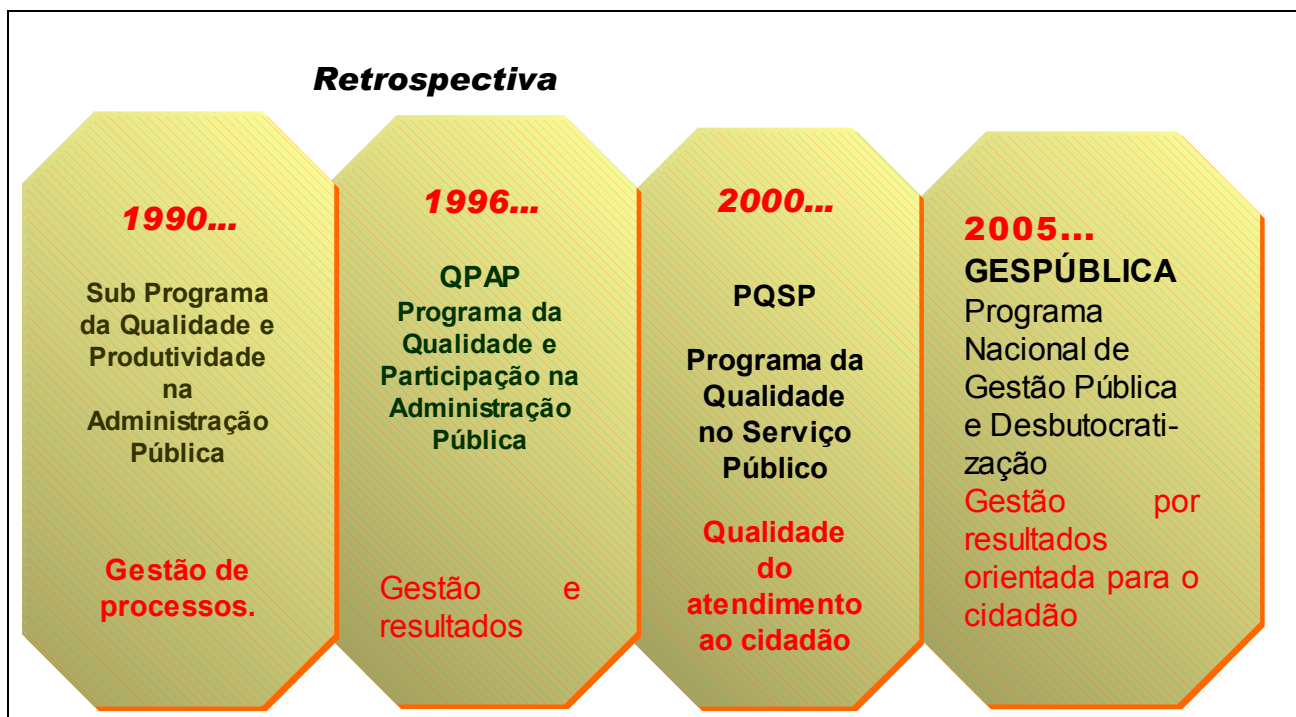 Retrospectiva
1990...
Sub Programa
da Qualidade e
Produtividade
na
Administração
Pública
Gestão de
processos.
1996...
QPAP
Programa da
Qualidade e
Participação na
Administração
Pública
Gestão e
resultados
2000...
PQSP
Programa da
Qualidade
no Serviço
Público
Qualidade
do
atendimento
ao cidadão
2005...
GESPÚBLICA
Programa
Nacional de
Gestão Pública
e Desbutocrati-
zação
Gestão por
resultados
orientada para o
cidadão